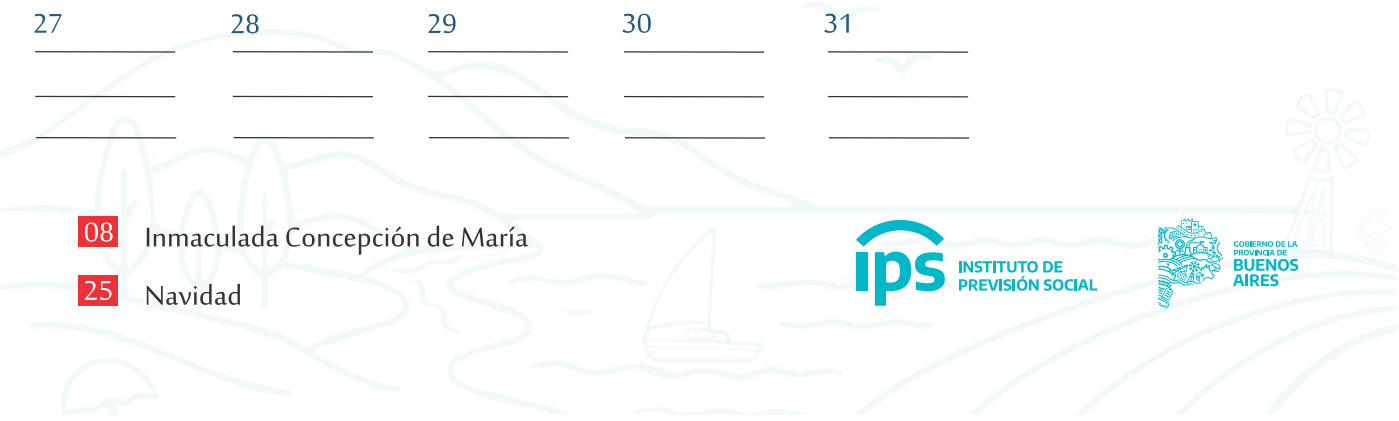 27 28 29 30 31
08 Inmaculada Concepción de María
25 Navidad
ips INSTITUTO DE
PREVISIÓN SOCIAL
GOBIERNO DE LA
PROVINCIA DE
BUENOS
AIRES